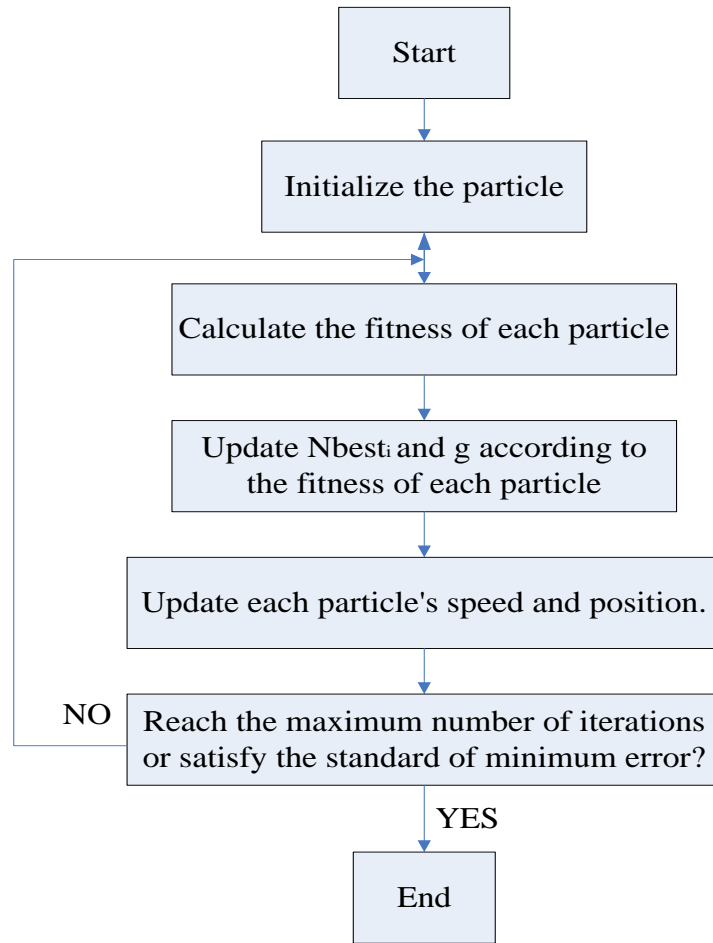 Start
Initialize the particle
Calculate the fitness of each particle
Update Nbestᵢ and g according to
the fitness of each particle
Update each particle's speed and position.
NO
Reach the maximum number of iterations
or satisfy the standard of minimum error?
YES
End